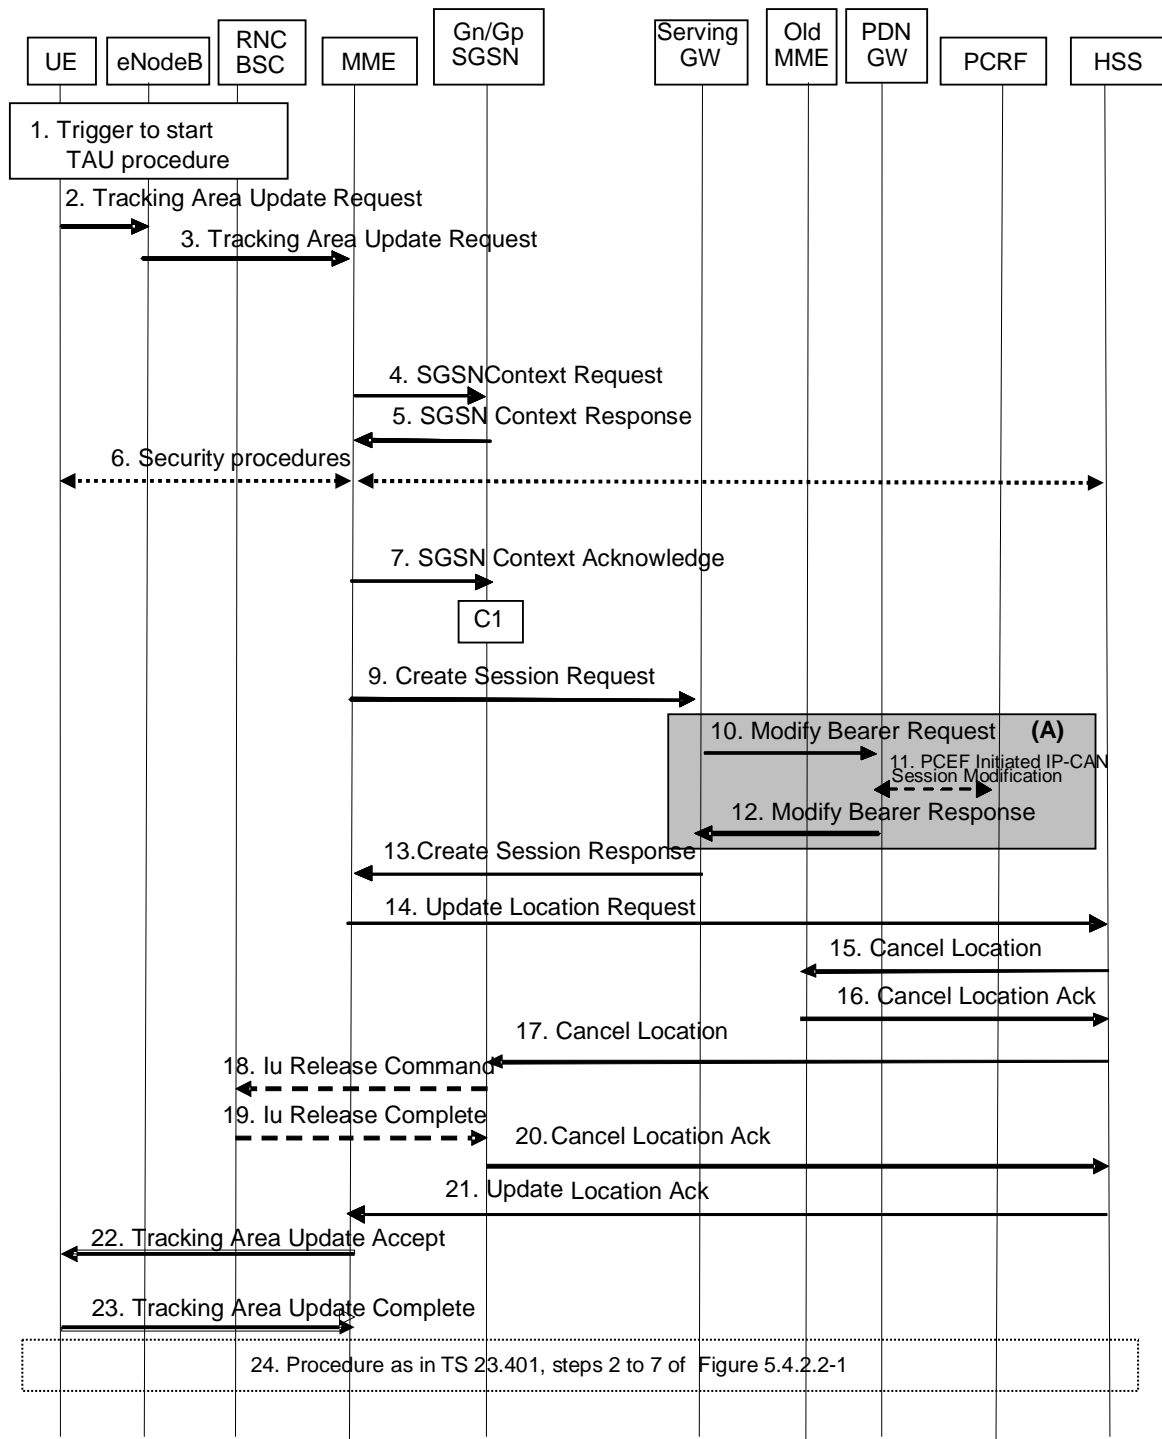 UE
eNodeB
RNC
BSC
MME
Gn/Gp
SGSN
Serving
GW
Old
MME
PDN
GW
PCRF
HSS
1. Trigger to start
TAU procedure
2. Tracking Area Update Request
3. Tracking Area Update Request
4. SGSNContext Request
5. SGSN Context Response
6. Security procedures
7. SGSN Context Acknowledge
C1
9. Create Session Request
10. Modify Bearer Request
(A)
11. PCEF Initiated IP-CAN
Session Modification
12. Modify Bearer Response
13.Create Session Response
14. Update Location Request
15. Cancel Location
16. Cancel Location Ack
17. Cancel Location
18. Iu Release Command
19. Iu Release Complete
20.Cancel Location Ack
21. Update Location Ack
22. Tracking Area Update Accept
23. Tracking Area Update Complete
24. Procedure as in TS 23.401, steps 2 to 7 of Figure 5.4.2.2-1